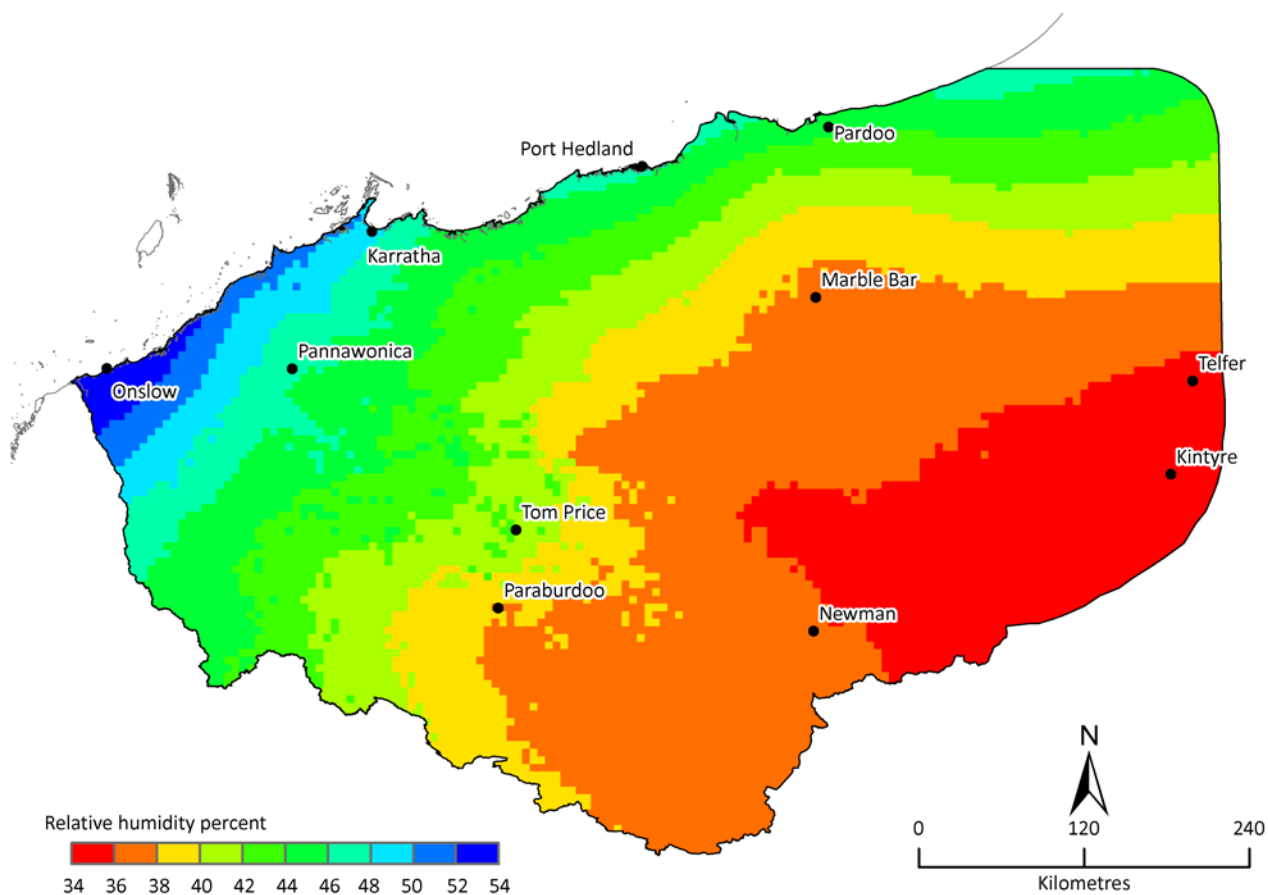 Port Hedland
Pardoo
Karratha
Marble Bar
Pannawonica
Onslow
Telfer
Kintyre
Tom Price
Paraburdoo
Newman
N
Relative humidity percent
34 36 38 40 42 44 46 48 50 52 54
0 120 240
Kilometres